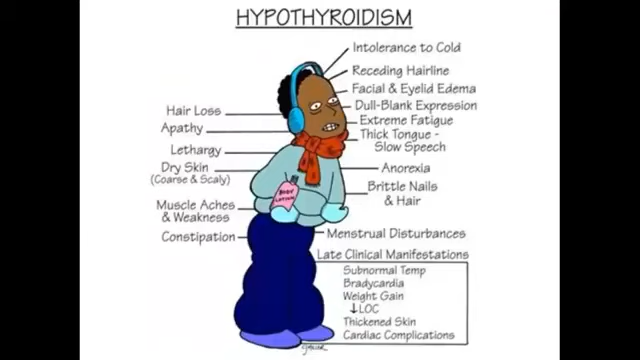 HYPOTHYROIDISM
Intolerance to Cold
Receding Hairline
Facial & Eyelid Edema
Dull-Blank Expression
Extreme Fatigue
Thick Tongue -
Slow Speech
Anorexia
Brittle Nails
& Hair
Menstrual Disturbances
Hair Loss
Apathy
Lethargy
Dry Skin
(Coarse & Scaly)
Muscle Aches
& Weakness
Constipation
BODY
LOTION
Late Clinical Manifestations
Subnormal Temp
Bradycardia
Weight Gain
↓LOC
Thickened Skin
Cardiac Complications